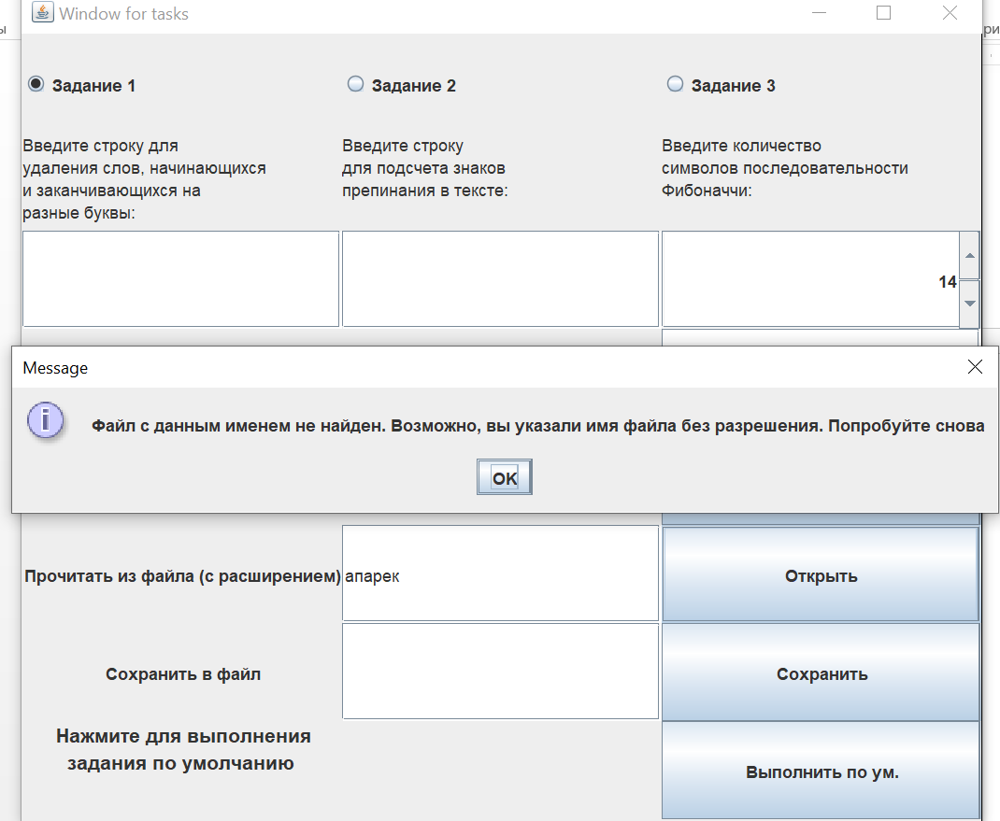 Window for tasks
ы
ри
Задание 1
Задание 2
Задание 3
Введите строку для
удаления слов, начинающихся
и заканчивающихся на
разные буквы:
Введите строку
для подсчета знаков
препинания в тексте:
Введите количество
символов последовательности
Фибоначчи:
14
Message
Файл с данным именем не найден. Возможно, вы указали имя файла без разрешения. Попробуйте снова
OK
Прочитать из файла (с расширением)
апарек
Открыть
Сохранить в файл
Сохранить
Нажмите для выполнения
задания по умолчанию
Выполнить по ум.